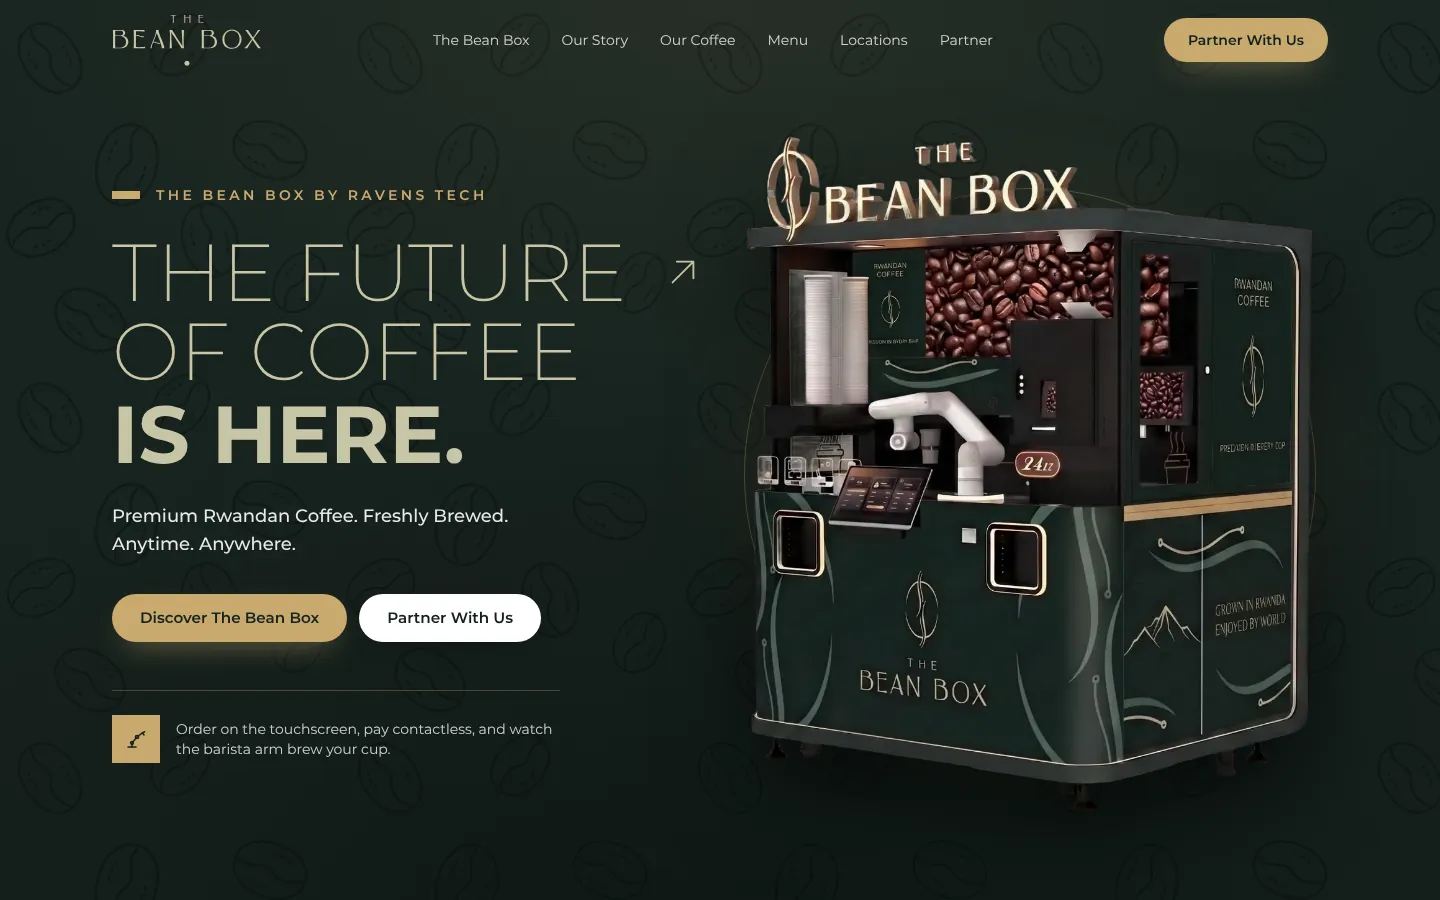 THE
BEAN BOX
The Bean Box
Our Story
Our Coffee
Menu
Locations
Partner
Partner With Us
THE BEAN BOX BY RAVENS TECH
THE FUTURE
OF COFFEE
IS HERE.
Premium Rwandan Coffee. Freshly Brewed.
Anytime. Anywhere.
Discover The Bean Box
Partner With Us
Order on the touchscreen, pay contactless, and watch
the barista arm brew your cup.
THE
BEAN BOX
RWANDAN
COFFEE
24
RWANDAN
COFFEE
THE
BEAN BOX
GROWN IN RWANDA
ENJOYED BY WORLD